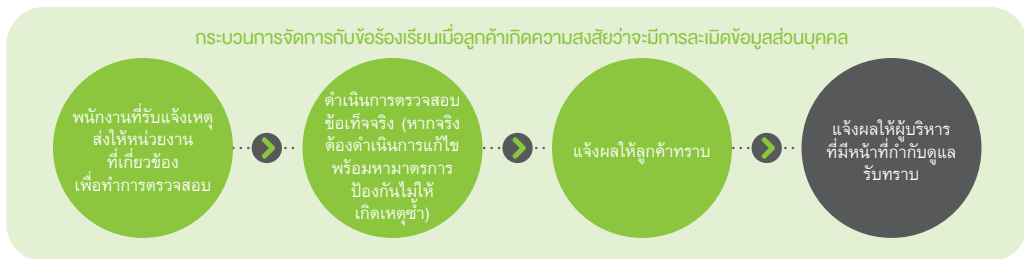 กระบวนการจัดการกับข้อร้องเรียนเมื่อลูกค้าเกิดความสงสัยว่าจะมีการละเมิดข้อมูลส่วนบุคคล
พนักงานที่รับแจ้งเหตุ
ส่งให้หน่วยงาน
ที่เกี่ยวข้อง
เพื่อทำการตรวจสอบ
ดำเนินการตรวจสอบ
ข้อเท็จจริง (หากจริง
ต้องดำเนินการแก้ไข
พร้อมหามาตรการ
ป้องกันไม่ให้
เกิดเหตุซ้ำ)
แจ้งผลให้ลูกค้าทราบ
แจ้งผลให้ผู้บริหาร
ที่มีหน้าที่กำกับดูแล
รับทราบ